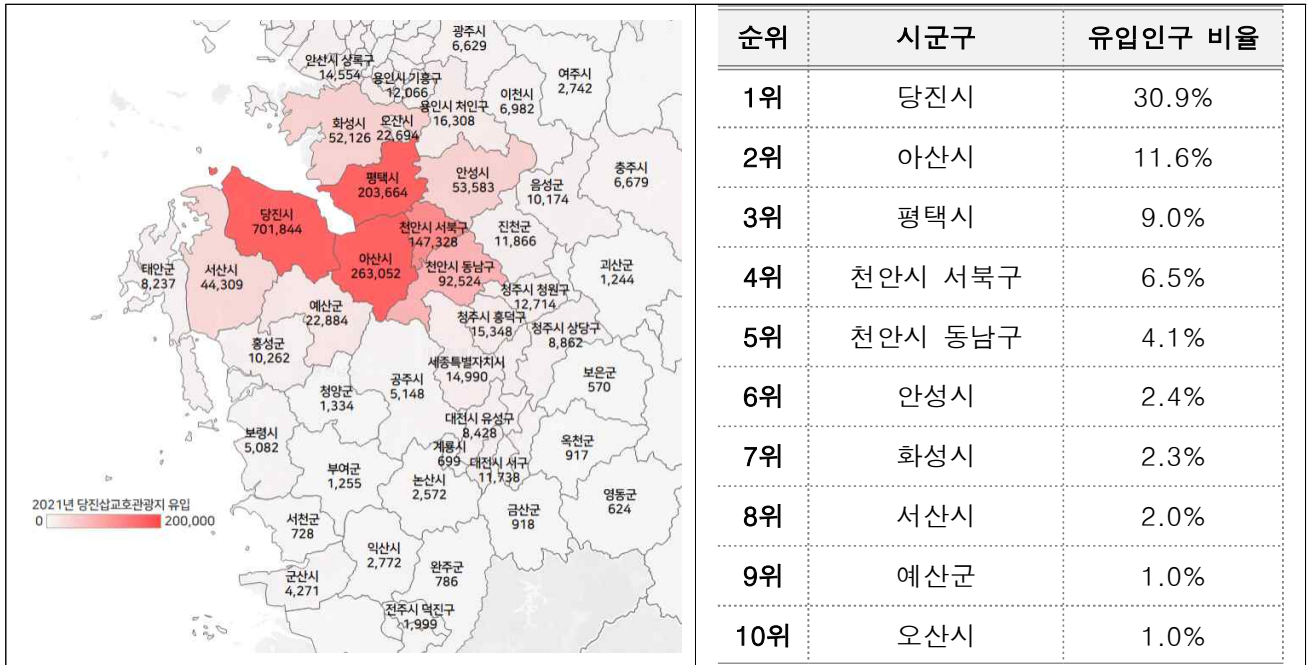 광주시
6,629
안산시 상록구
14,554
용인시 기흥구
12,066
여주시
2,742
이천시
6,982
용인시 처인구
16,308
화성시
52,126
오산시
22,694
평택시
203,664
안성시
53,583
충주시
6,679
음성군
10,174
당진시
701,844
천안시 서북구
147,328
진천군
11,866
아산시
263,052
천안시 동남구
92,524
괴산군
1,244
태안군
8,237
서산시
44,309
청주시 청원구
12,714
예산군
22,884
청주시 흥덕구
15,348
청주시 상당구
8,862
홍성군
10,262
세종특별자치시
14,990
공주시
5,148
보은군
570
청양군
1,334
대전시 유성구
8,428
보령시
5,082
계룡시
699
대전시 서구
11,738
옥천군
917
부여군
1,255
논산시
2,572
영동군
624
금산군
918
2021년 당진삽교호관광지 유입
0 200,000
서천군
728
익산시
2,772
완주군
786
군산시
4,271
전주시 덕진구
1,999
순위 시군구 유입인구 비율
1위 당진시 30.9%
2위 아산시 11.6%
3위 평택시 9.0%
4위 천안시 서북구 6.5%
5위 천안시 동남구 4.1%
6위 안성시 2.4%
7위 화성시 2.3%
8위 서산시 2.0%
9위 예산군 1.0%
10위 오산시 1.0%